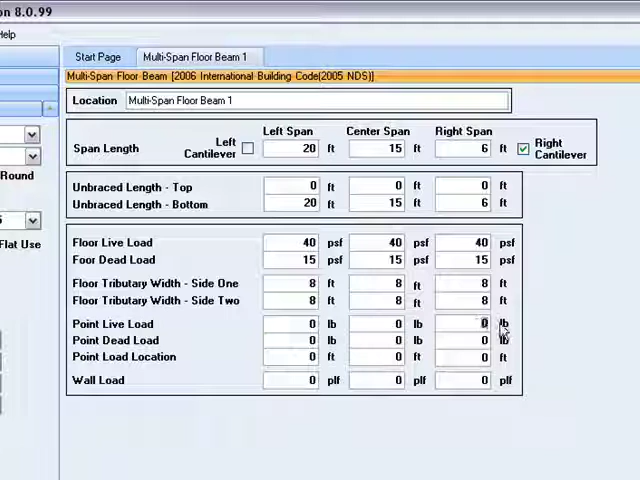 on 8.0.99
Help
Start Page Multi-Span Floor Beam 1
Multi-Span Floor Beam [2006 International Building Code(2005 NDS)]
Location Multi-Span Floor Beam 1
Left Span Center Span Right Span
Span Length Left Cantilever 20 ft 15 ft 6 ft Right Cantilever
Round
Unbraced Length - Top 0 ft 0 ft 0 ft
Unbraced Length - Bottom 20 ft 15 ft 6 ft
Flat Use
Floor Live Load 40 psf 40 psf 40 psf
Foor Dead Load 15 psf 15 psf 15 psf
Floor Tributary Width - Side One 8 ft 8 ft 8 ft
Floor Tributary Width - Side Two 8 ft 8 ft 8 ft
Point Live Load 0 lb 0 lb 0 lb
Point Dead Load 0 lb 0 lb 0 lb
Point Load Location 0 ft 0 ft 0 ft
Wall Load 0 plf 0 plf 0 plf